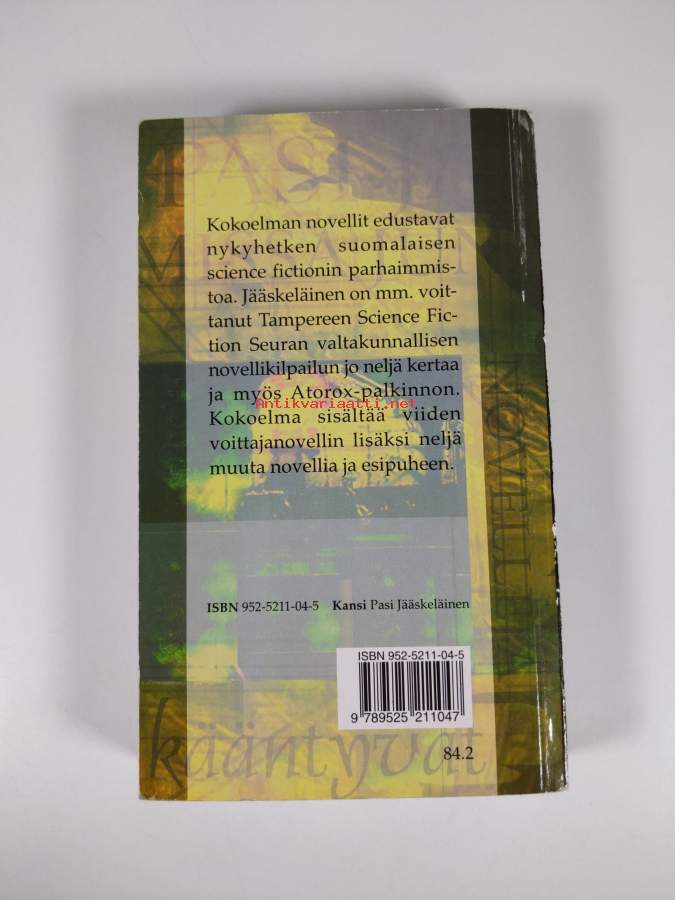 Kokoelman novellit edustavat
nykyhetken suomalaisen
science fictionin parhaimmis-
toa. Jääskeläinen on mm. voit-
tanut Tampereen Science Fic-
tion Seuran valtakunnallisen
novellikilpailun jo neljä kertaa
ja myös Atorox-palkinnon.
Antikvariaatti.net
Kokoelma sisältää viiden
voittajanovellin lisäksi neljä
muuta novellia ja esipuheen.
NOVELLEJA
ISBN 952-5211-04-5 Kansi Pasi Jääskeläinen
ISBN 952-5211-04-5
9 789525 211047
kääntyvät
84.2